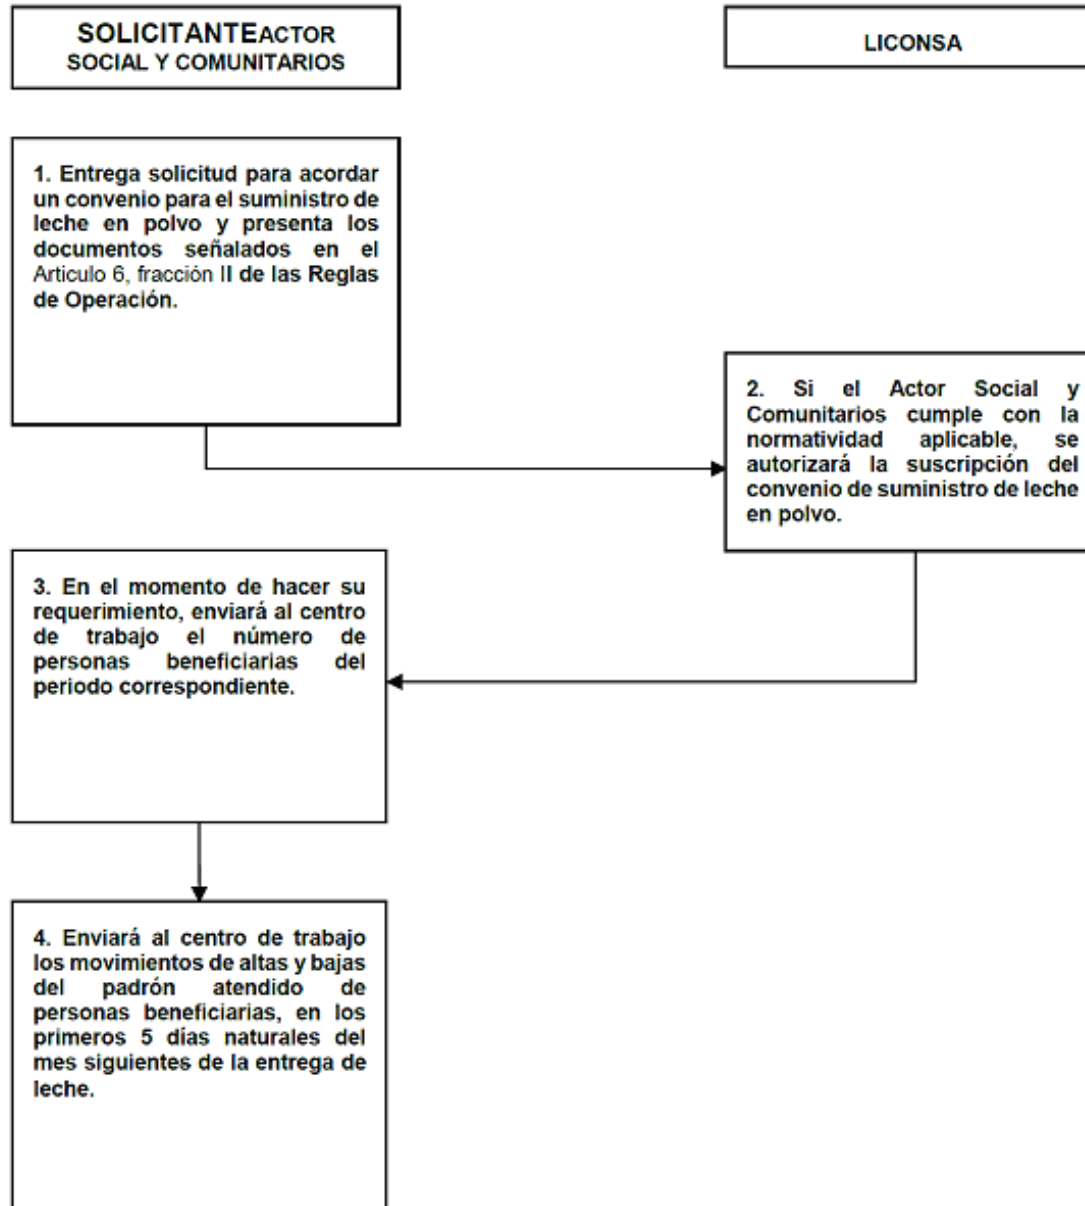 SOLICITANTEACTOR
SOCIAL Y COMUNITARIOS
LICONSA
1. Entrega solicitud para acordar
un convenio para el suministro de
leche en polvo y presenta los
documentos señalados en el
Articulo 6, fracción II de las Reglas
de Operación.
2. Si el Actor Social y
Comunitarios cumple con la
normatividad aplicable, se
autorizará la suscripción del
convenio de suministro de leche
en polvo.
3. En el momento de hacer su
requerimiento, enviará al centro
de trabajo el número de
personas beneficiarias del
periodo correspondiente.
4. Enviará al centro de trabajo
los movimientos de altas y bajas
del padrón atendido de
personas beneficiarias, en los
primeros 5 días naturales del
mes siguientes de la entrega de
leche.